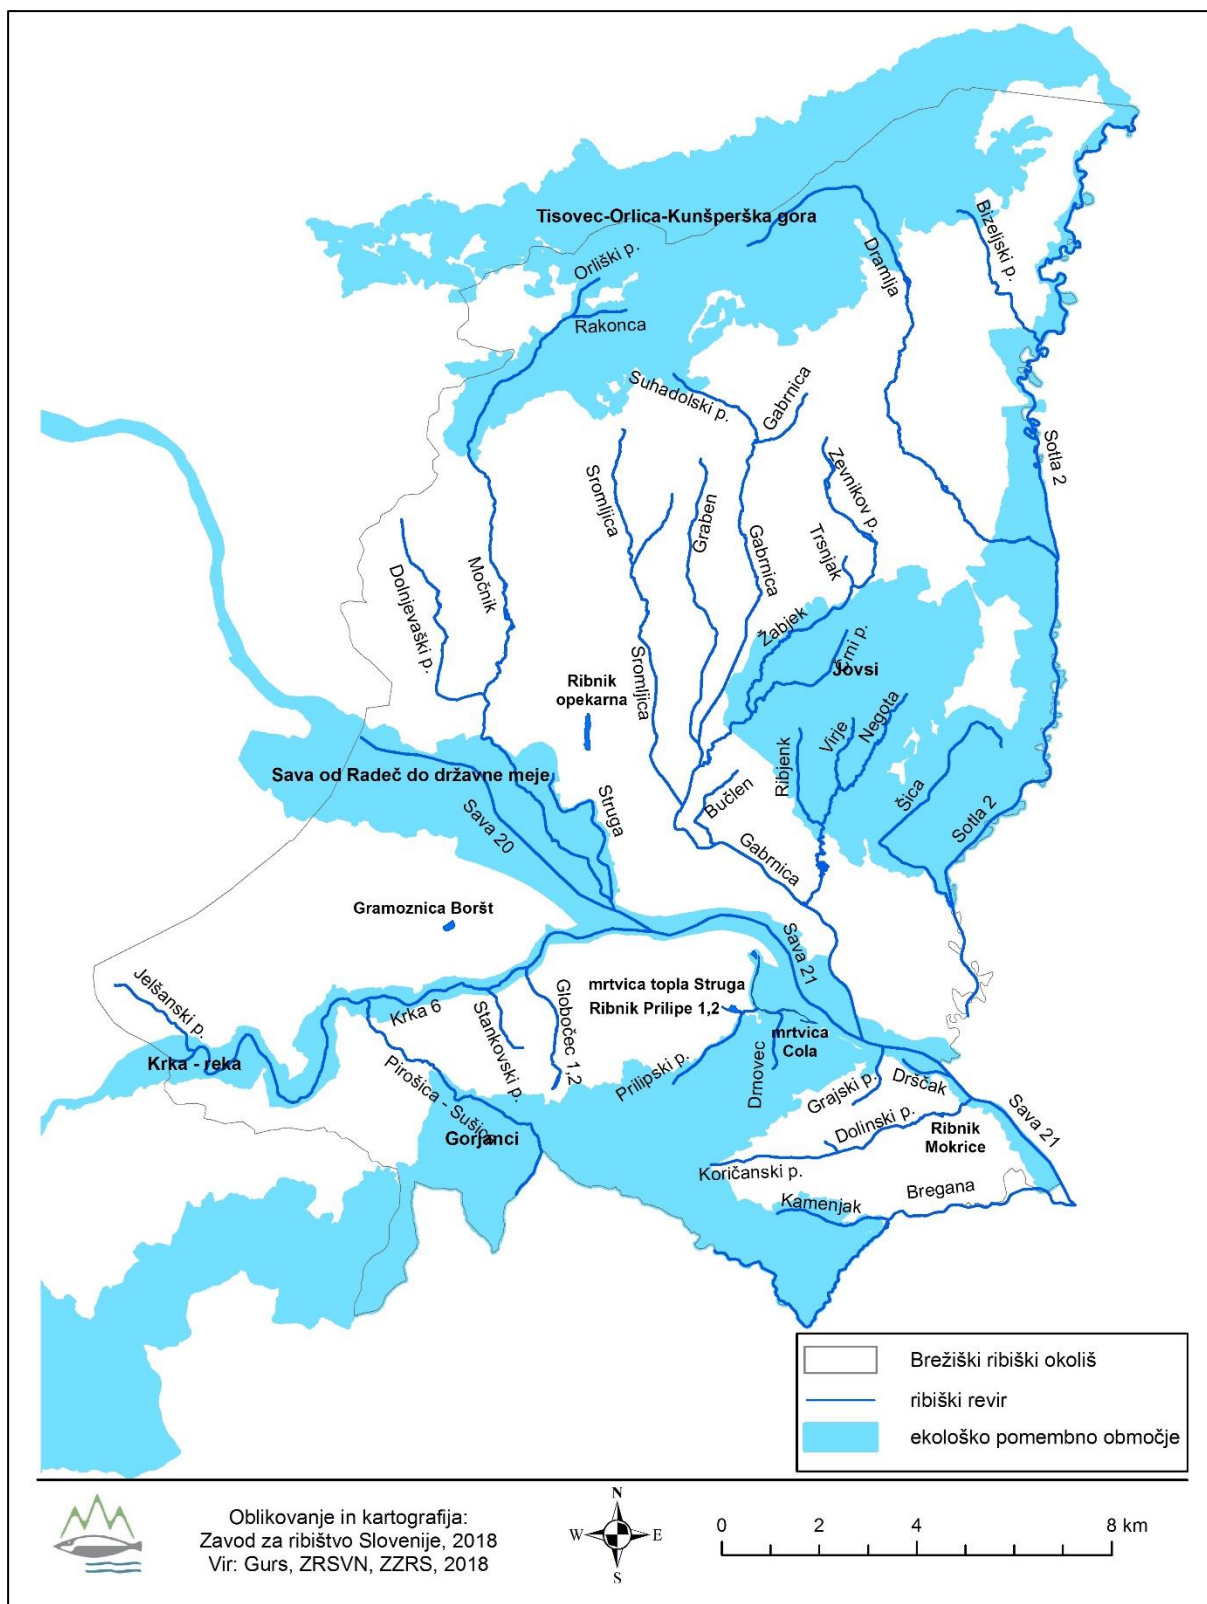 Tisovec-Orlica-Kunšperška gora
Orliški p.
Rakonca
Dramlja
Bizeljski p.
Suhadolski p.
Gabrnica
Sotla 2
Sromljica
Graben
Zevnikov p.
Gabrnica
Trsnjak
Močnik
Dolnjevaški p.
Žabjek
Črni p.
Jovsi
Sromljica
Ribnik
opekarna
Negota
Virje
Ribjenk
Sava od Radeč do državne meje
Struga
Bučlen
Šica
Sotla 2
Sava 20
Gabrnica
Gramoznica Boršt
Sava 21
Jelšanski p.
mrtvica topla Struga
Ribnik Prilipe 1,2
Krka 6
Stankovski p.
Globočec 1,2
mrtvica
Cola
Krka - reka
Pirošica - Sušica
Prilipski p.
Drnovec
Grajski p.
Drščak
Sava 21
Dolinski p.
Ribnik
Mokrice
Gorjanci
Koričanski p.
Kamenjak
Bregana
Brežiški ribiški okoliš
ribiški revir
ekološko pomembno območje
Oblikovanje in kartografija:
Zavod za ribištvo Slovenije, 2018
Vir: Gurs, ZRSVN, ZZRS, 2018
N
W E
S
0 2 4 8 km